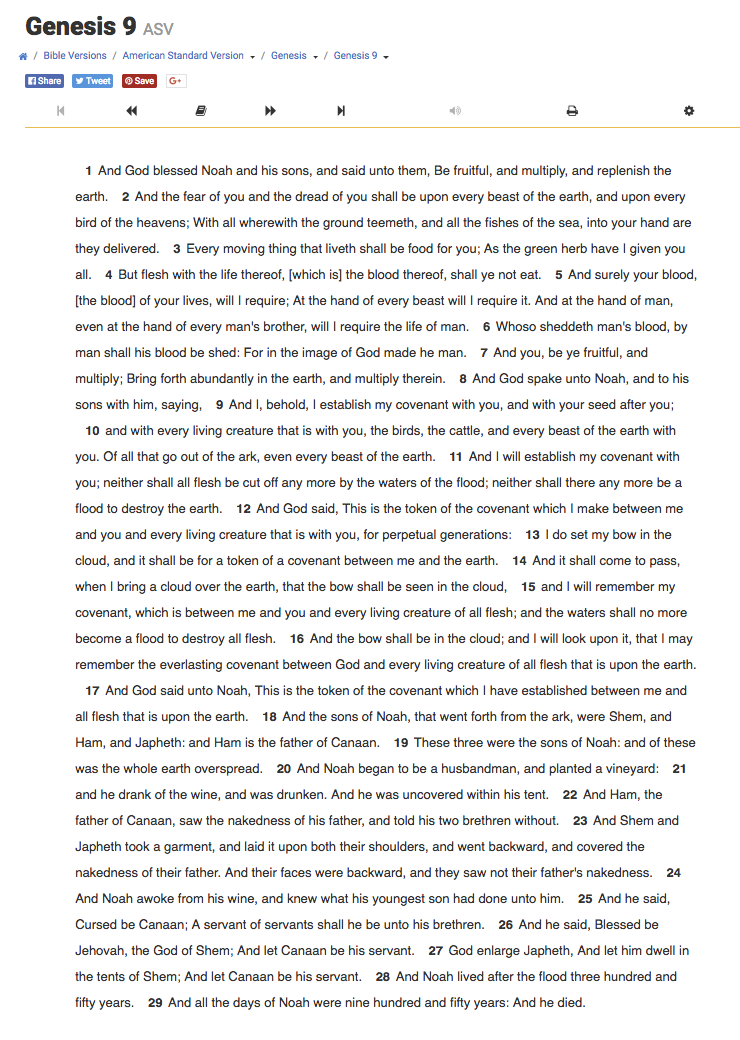 Genesis 9 ASV
/ Bible Versions / American Standard Version / Genesis / Genesis 9
Share Tweet Save G+
1 And God blessed Noah and his sons, and said unto them, Be fruitful, and multiply, and replenish the
earth. 2 And the fear of you and the dread of you shall be upon every beast of the earth, and upon every
bird of the heavens; With all wherewith the ground teemeth, and all the fishes of the sea, into your hand are
they delivered. 3 Every moving thing that liveth shall be food for you; As the green herb have I given you
all. 4 But flesh with the life thereof, [which is] the blood thereof, shall ye not eat. 5 And surely your blood,
[the blood] of your lives, will I require; At the hand of every beast will I require it. And at the hand of man,
even at the hand of every man's brother, will I require the life of man. 6 Whoso sheddeth man's blood, by
man shall his blood be shed: For in the image of God made he man. 7 And you, be ye fruitful, and
multiply; Bring forth abundantly in the earth, and multiply therein. 8 And God spake unto Noah, and to his
sons with him, saying, 9 And I, behold, I establish my covenant with you, and with your seed after you;
10 and with every living creature that is with you, the birds, the cattle, and every beast of the earth with
you. Of all that go out of the ark, even every beast of the earth. 11 And I will establish my covenant with
you; neither shall all flesh be cut off any more by the waters of the flood; neither shall there any more be a
flood to destroy the earth. 12 And God said, This is the token of the covenant which I make between me
and you and every living creature that is with you, for perpetual generations: 13 I do set my bow in the
cloud, and it shall be for a token of a covenant between me and the earth. 14 And it shall come to pass,
when I bring a cloud over the earth, that the bow shall be seen in the cloud, 15 and I will remember my
covenant, which is between me and you and every living creature of all flesh; and the waters shall no more
become a flood to destroy all flesh. 16 And the bow shall be in the cloud; and I will look upon it, that I may
remember the everlasting covenant between God and every living creature of all flesh that is upon the earth.
17 And God said unto Noah, This is the token of the covenant which I have established between me and
all flesh that is upon the earth. 18 And the sons of Noah, that went forth from the ark, were Shem, and
Ham, and Japheth: and Ham is the father of Canaan. 19 These three were the sons of Noah: and of these
was the whole earth overspread. 20 And Noah began to be a husbandman, and planted a vineyard: 21
and he drank of the wine, and was drunken. And he was uncovered within his tent. 22 And Ham, the
father of Canaan, saw the nakedness of his father, and told his two brethren without. 23 And Shem and
Japheth took a garment, and laid it upon both their shoulders, and went backward, and covered the
nakedness of their father. And their faces were backward, and they saw not their father's nakedness. 24
And Noah awoke from his wine, and knew what his youngest son had done unto him. 25 And he said,
Cursed be Canaan; A servant of servants shall he be unto his brethren. 26 And he said, Blessed be
Jehovah, the God of Shem; And let Canaan be his servant. 27 God enlarge Japheth, And let him dwell in
the tents of Shem; And let Canaan be his servant. 28 And Noah lived after the flood three hundred and
fifty years. 29 And all the days of Noah were nine hundred and fifty years: And he died.